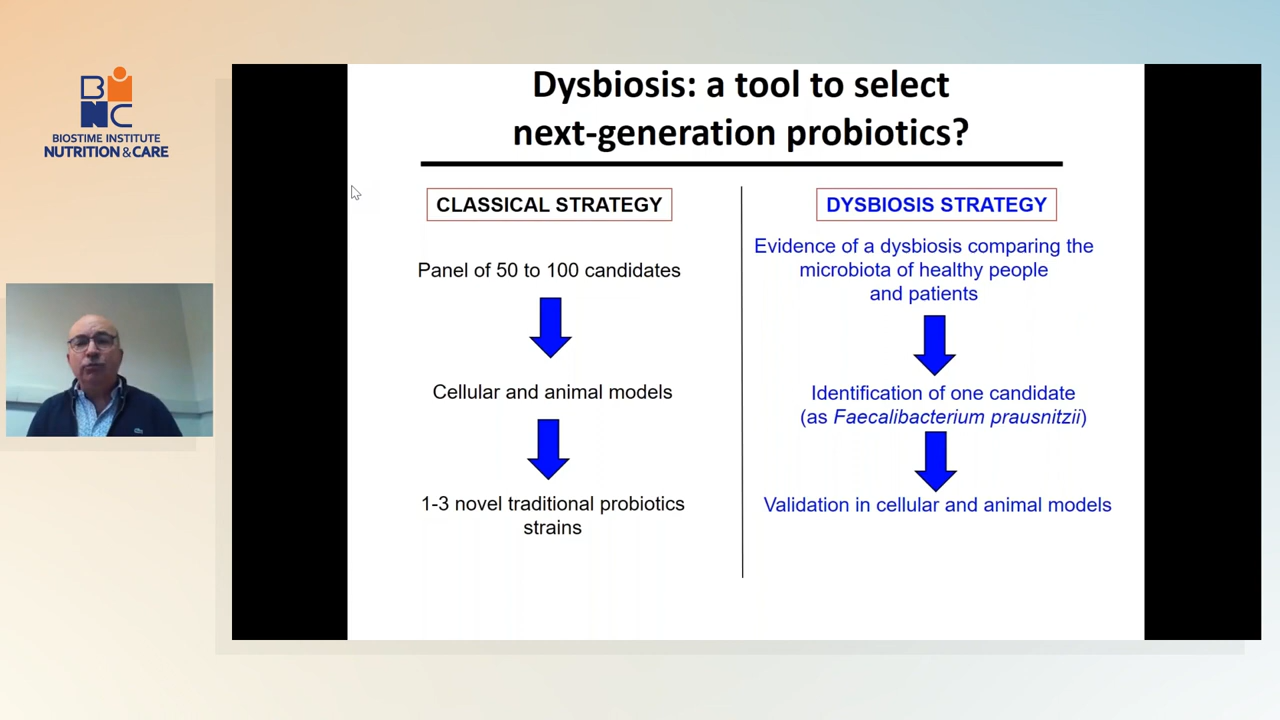 B
NC
BIOSTIME INSTITUTE
NUTRITION & CARE
Dysbiosis: a tool to select
next-generation probiotics?
CLASSICAL STRATEGY
Panel of 50 to 100 candidates
Cellular and animal models
1-3 novel traditional probiotics
strains
DYSBIOSIS STRATEGY
Evidence of a dysbiosis comparing the
microbiota of healthy people
and patients
Identification of one candidate
(as Faecalibacterium prausnitzii)
Validation in cellular and animal models